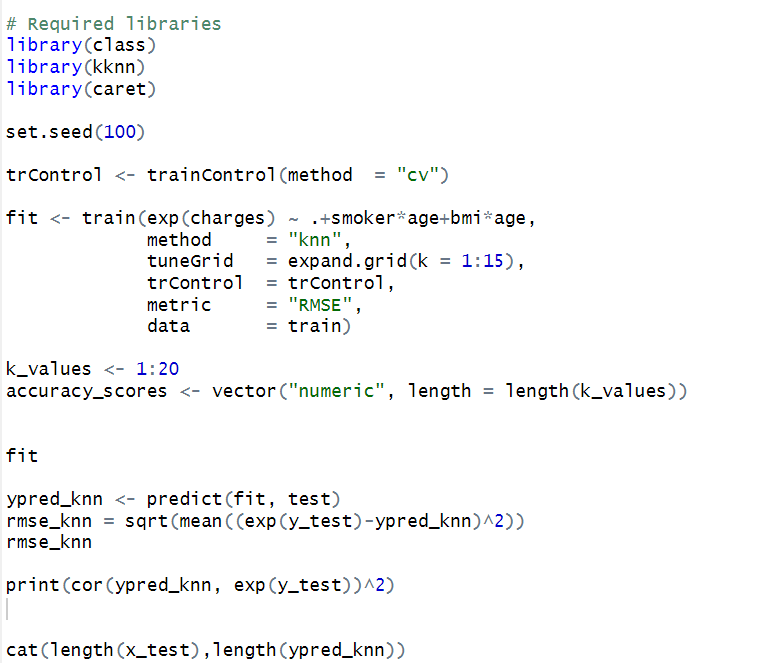 # Required libraries
library(class)
library(kknn)
library(caret)
set.seed(100)
trControl <- trainControl(method  = "cv")
fit <- train(exp(charges) ~ .+smoker*age+bmi*age,
             method     = "knn",
             tuneGrid   = expand.grid(k = 1:15),
             trControl  = trControl,
             metric     = "RMSE",
             data       = train)
k_values <- 1:20
accuracy_scores <- vector("numeric", length = length(k_values))
fit
ypred_knn <- predict(fit, test)
rmse_knn = sqrt(mean((exp(y_test)-ypred_knn)^2))
rmse_knn
print(cor(ypred_knn, exp(y_test))^2)
cat(length(x_test),length(ypred_knn))